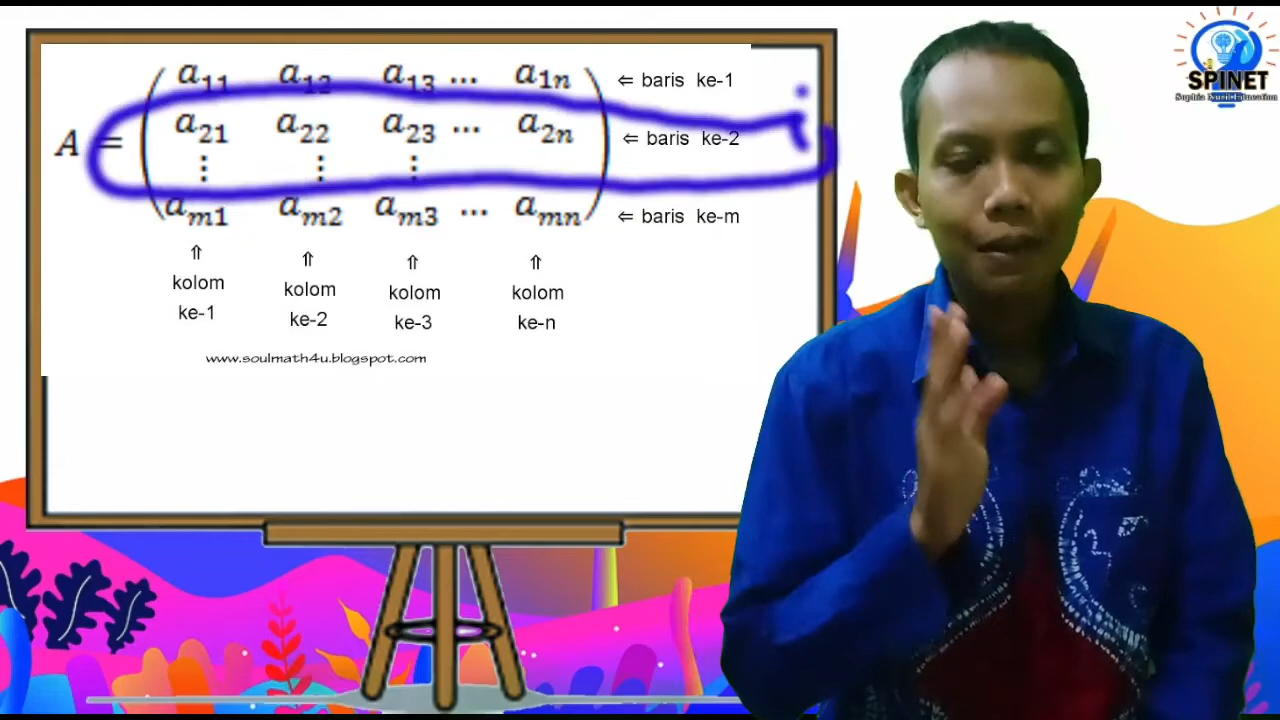 a₁₁ a₁₂ a₁₃ ... a₁ₙ ⇐ baris ke-1
i
A = a₂₁ a₂₂ a₂₃ ... a₂ₙ ⇐ baris ke-2
⋮ ⋮ ⋮
aₘ₁ aₘ₂ aₘ₃ ... aₘₙ ⇐ baris ke-m
⇑ ⇑ ⇑ ⇑
kolom kolom kolom kolom
ke-1 ke-2 ke-3 ke-n
www.soulmath4u.blogspot.com
SPINET